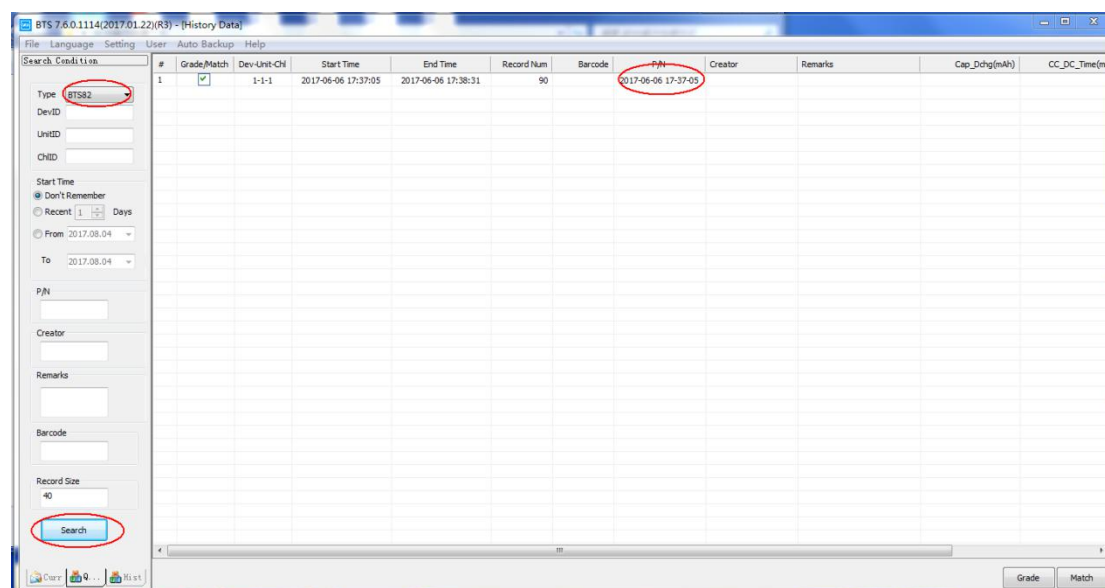 BTS 7.6.0.1114(2017.01.22)(R3) - [History Data]
File Language Setting User Auto Backup Help
Search Condition
Type BTS82
DevID
UnitID
ChlID
Start Time
Don't Remember
Recent 1 Days
From 2017.08.04
To 2017.08.04
P/N
Creator
Remarks
Barcode
Record Size
40
Search
Curr Q... Hist
# Grade/Match Dev-Unit-Chl Start Time End Time Record Num Barcode P/N Creator Remarks Cap_Dchg(mAh) CC_DC_Time(m
1 1-1-1 2017-06-06 17:37:05 2017-06-06 17:38:31 90 2017-06-06 17-37-05
Grade Match